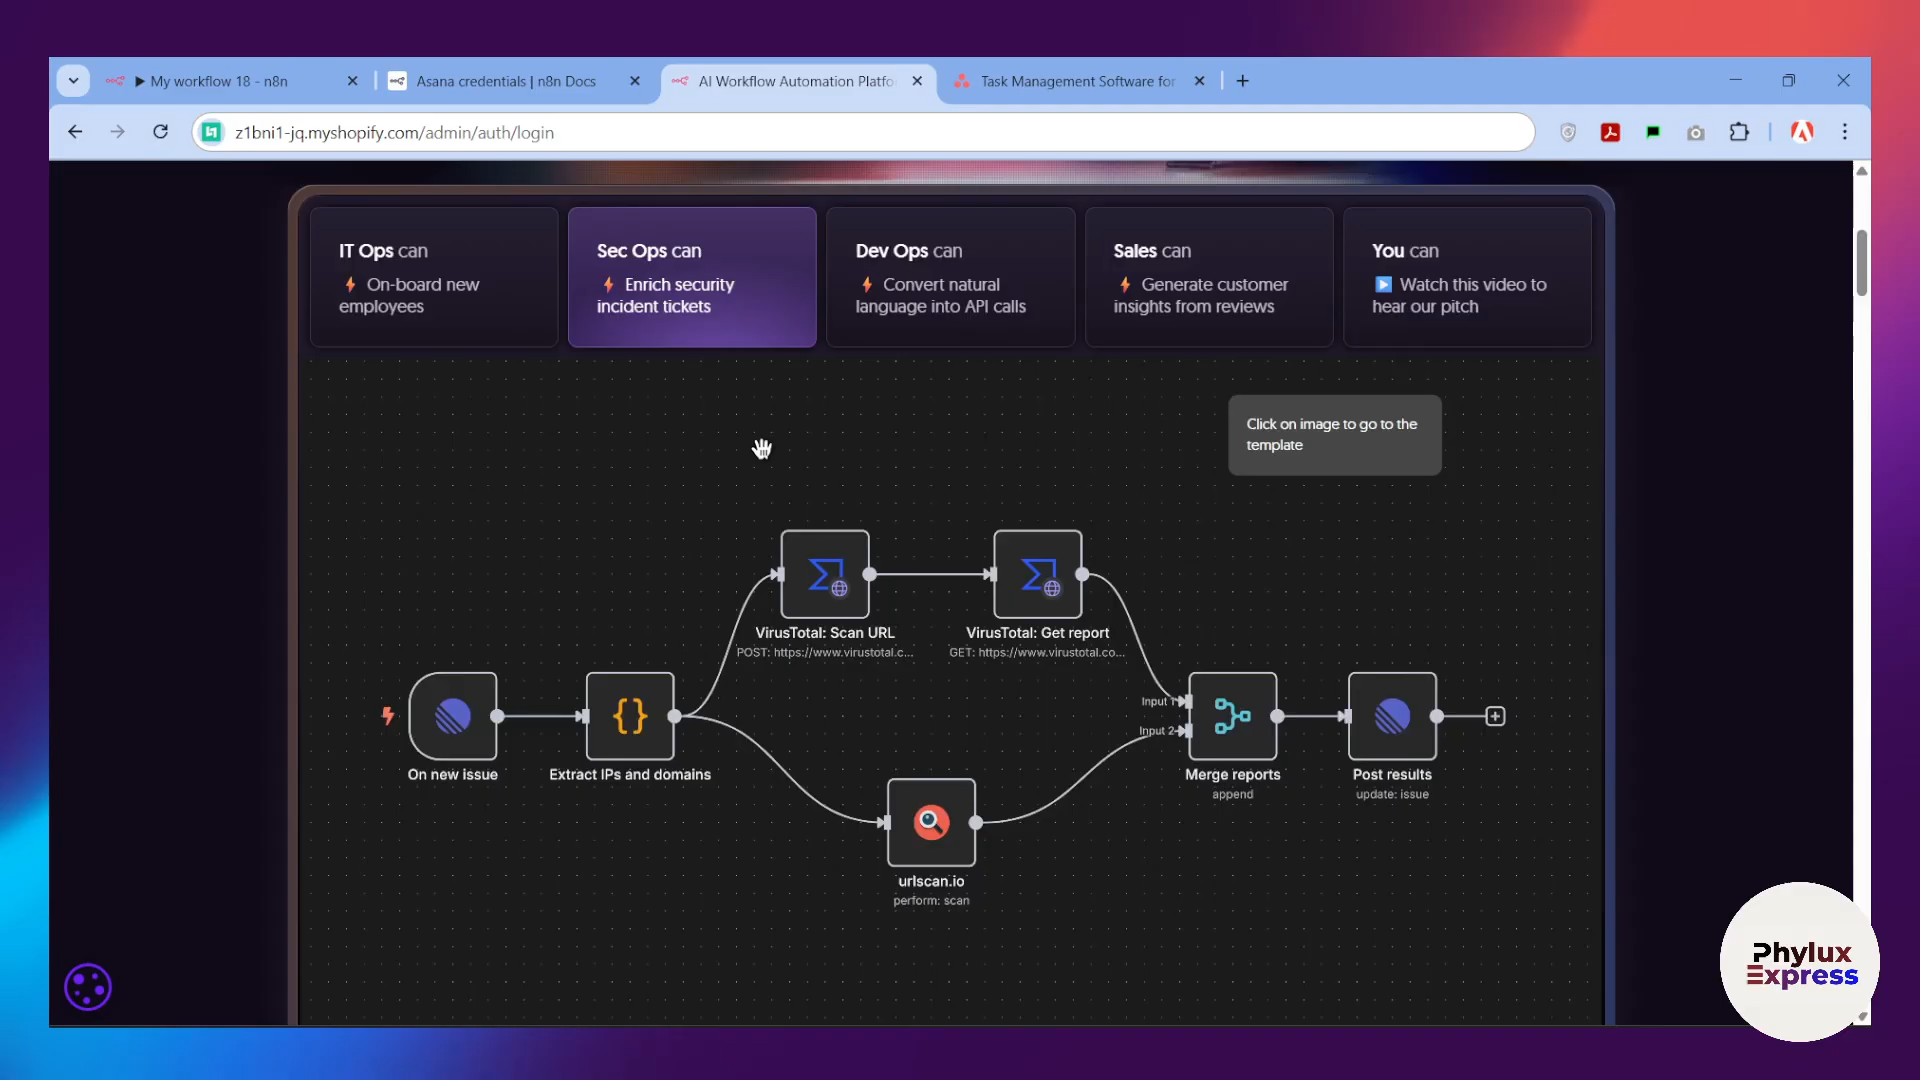 My workflow 18 - n8n
Asana credentials | n8n Docs
AI Workflow Automation Platfo
Task Management Software for
z1bni1-jq.myshopify.com/admin/auth/login
IT Ops can
On-board new
employees
Sec Ops can
Enrich security
incident tickets
Dev Ops can
Convert natural
language into API calls
Sales can
Generate customer
insights from reviews
You can
Watch this video to
hear our pitch
Click on image to go to the
template
VirusTotal: Scan URL
POST: https://www.virustotal.c...
VirusTotal: Get report
GET: https://www.virustotal.co...
Input 1
Input 2
On new issue
Extract IPs and domains
Merge reports
append
Post results
update: issue
urlscan.io
perform: scan
Phylux
Express